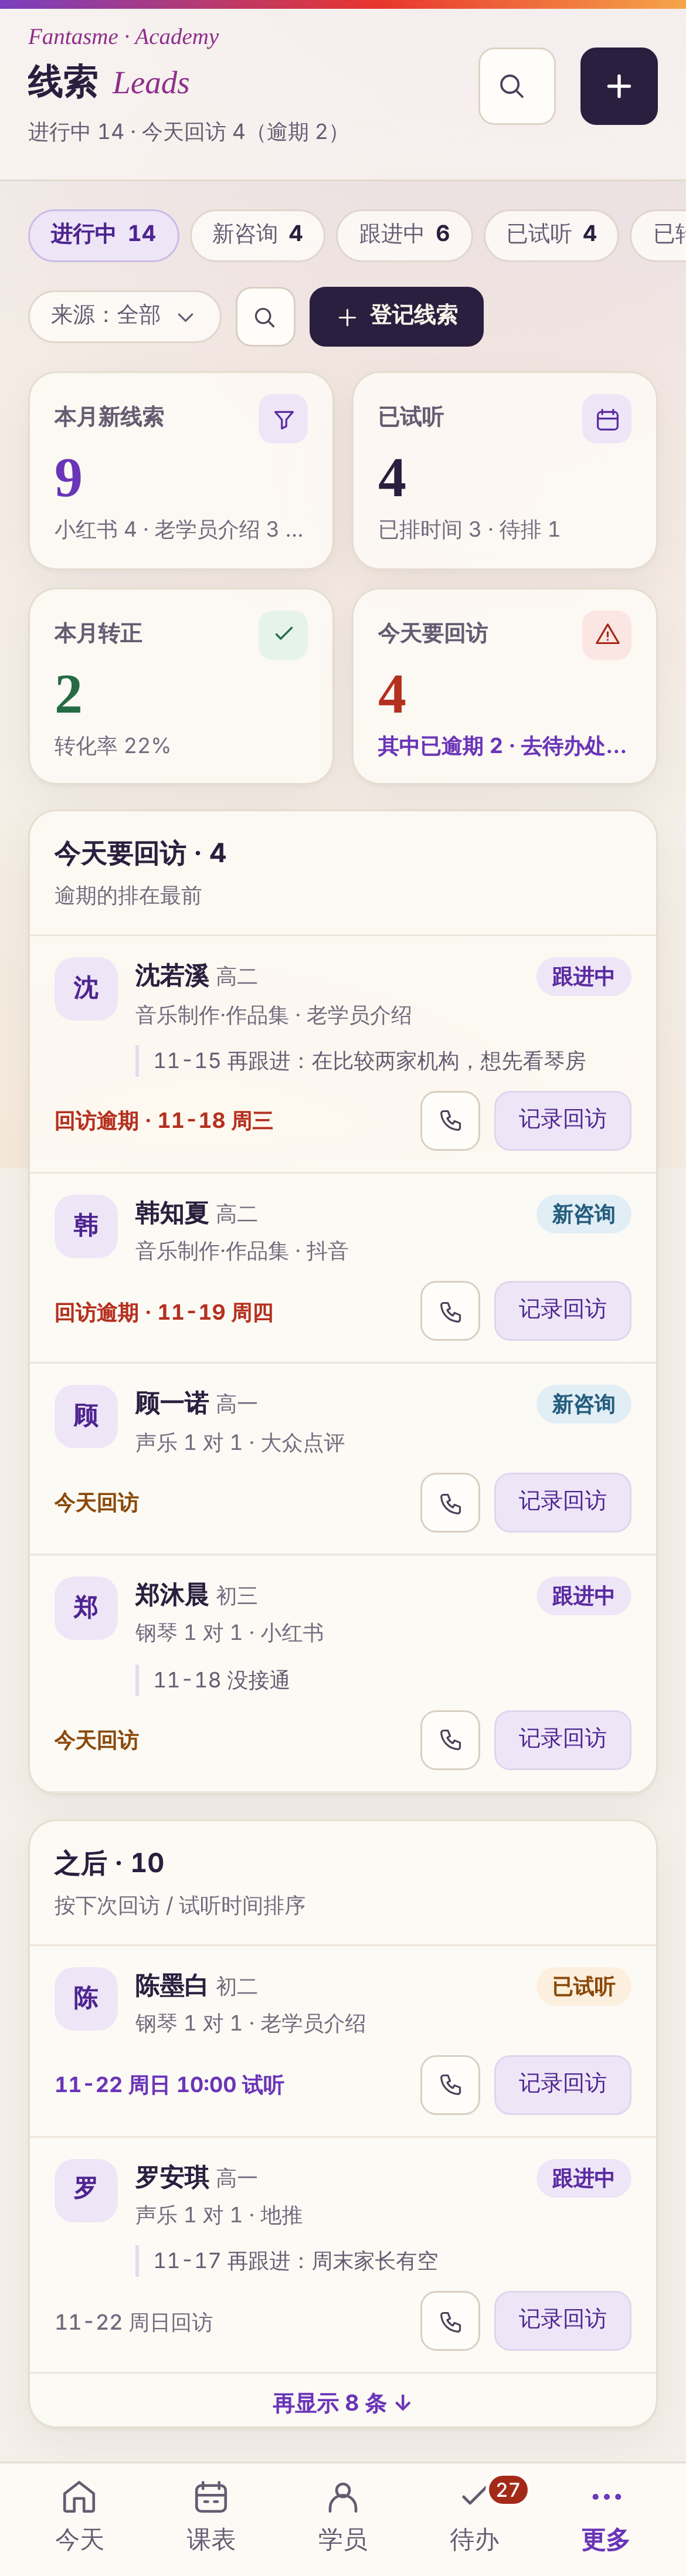 Fantasme · Academy
线索 Leads
进行中 14 · 今天回访 4（逾期 2）
进行中 14 新咨询 4 跟进中 6 已试听 4
来源：全部 登记线索
本月新线索
9
小红书 4 · 老学员介绍 3 ...
已试听
4
已排时间 3 · 待排 1
本月转正
2
转化率 22%
今天要回访
4
其中已逾期 2 · 去待办处...
今天要回访 · 4
逾期的排在最前
沈 沈若溪 高二 跟进中
音乐制作·作品集 · 老学员介绍
11-15 再跟进：在比较两家机构，想先看琴房
回访逾期 · 11-18 周三 记录回访
韩 韩知夏 高二 新咨询
音乐制作·作品集 · 抖音
回访逾期 · 11-19 周四 记录回访
顾 顾一诺 高一 新咨询
声乐 1 对 1 · 大众点评
今天回访 记录回访
郑 郑沐晨 初三 跟进中
钢琴 1 对 1 · 小红书
11-18 没接通
今天回访 记录回访
之后 · 10
按下次回访 / 试听时间排序
陈 陈墨白 初二 已试听
钢琴 1 对 1 · 老学员介绍
11-22 周日 10:00 试听 记录回访
罗 罗安琪 高一 跟进中
声乐 1 对 1 · 地推
11-17 再跟进：周末家长有空
11-22 周日回访 记录回访
再显示 8 条 ↓
27
今天 课表 学员 待办 更多